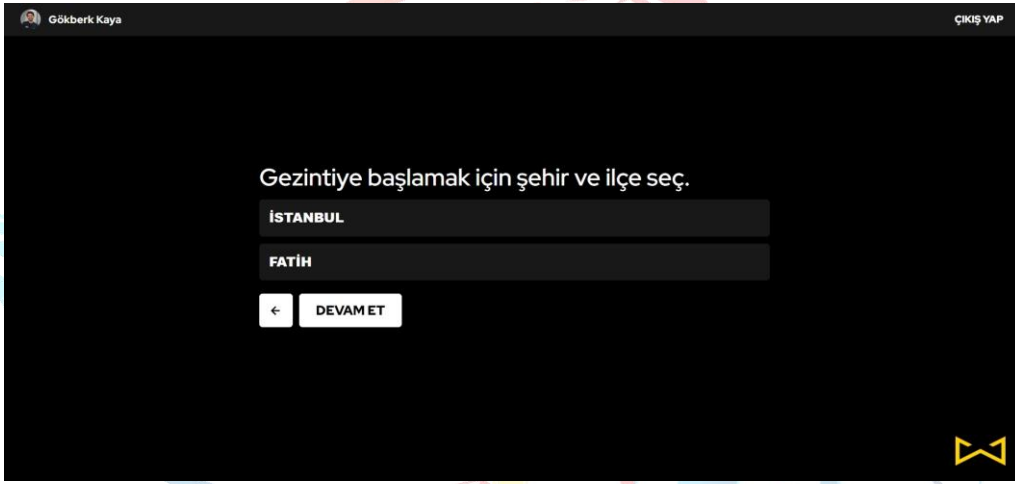 Gökberk Kaya
ÇIKIŞ YAP
Gezintiye başlamak için şehir ve ilçe seç.
İSTANBUL
FATİH
← DEVAM ET